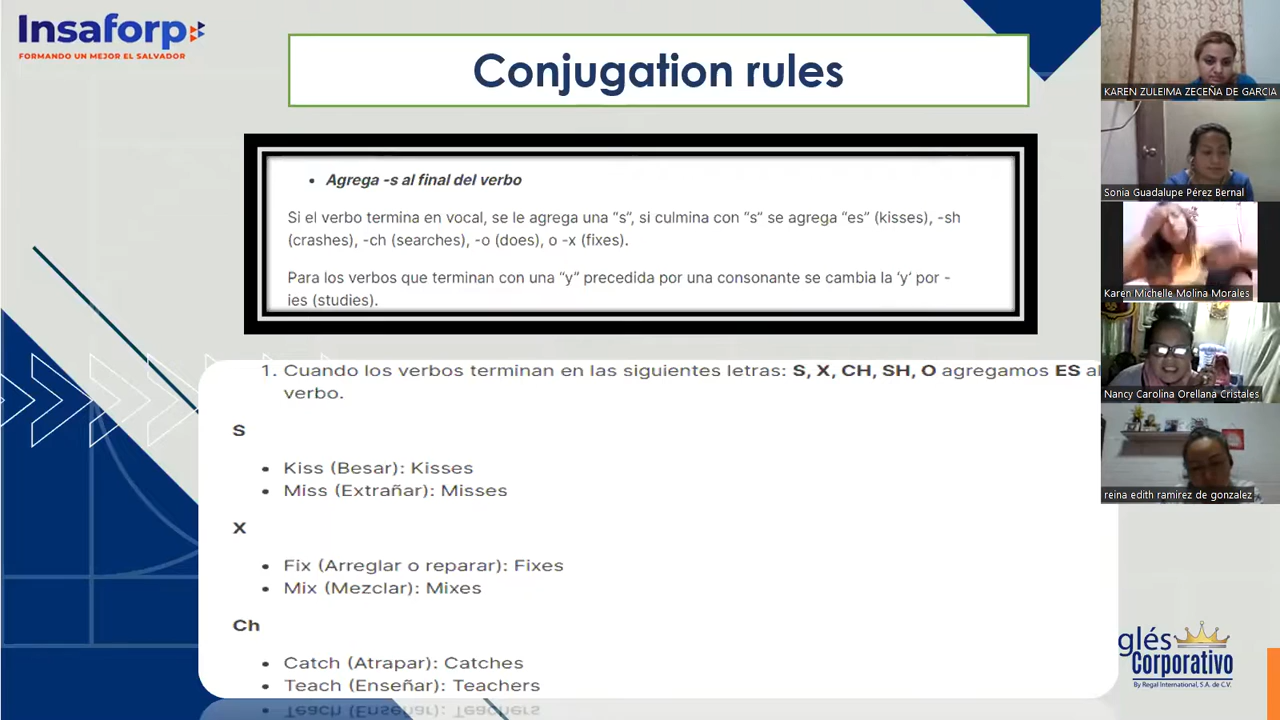 Insaforp
FORMANDO UN MEJOR EL SALVADOR
Conjugation rules
• Agrega -s al final del verbo
Si el verbo termina en vocal, se le agrega una “s”, si culmina con “s” se agrega “es” (kisses), -sh
(crashes), -ch (searches), -o (does), o -x (fixes).
Para los verbos que terminan con una “y” precedida por una consonante se cambia la ‘y’ por -
ies (studies).
1. Cuando los verbos terminan en las siguientes letras: S, X, CH, SH, O agregamos ES al
verbo.
S
• Kiss (Besar): Kisses
• Miss (Extrañar): Misses
X
• Fix (Arreglar o reparar): Fixes
• Mix (Mezclar): Mixes
Ch
• Catch (Atrapar): Catches
• Teach (Enseñar): Teachers
KAREN ZULEIMA ZECEÑA DE GARCIA
Sonia Guadalupe Pérez Bernal
Karen Michelle Molina Morales
Nancy Carolina Orellana Cristales
reina edith ramirez de gonzalez
glés
Corporativo
By Regal International, S.A. de C.V.